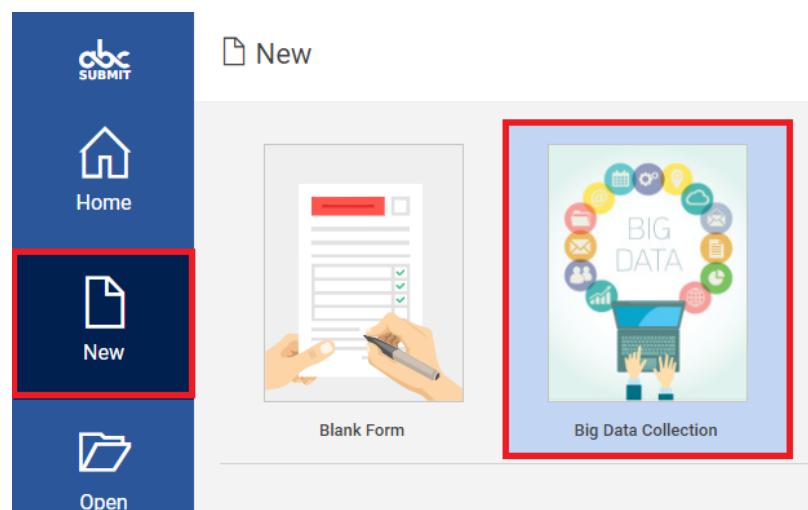 abc
SUBMIT
Home
New
Open
New
BIG
DATA
Blank Form
Big Data Collection